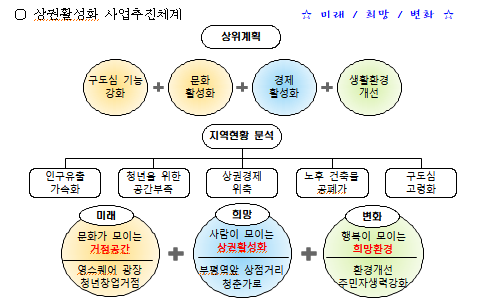 ○ 상권활성화 사업추진체계
☆ 미래 / 희망 / 변화 ☆
상위계획
구도심 기능
강화
+
문화
활성화
+
경제
활성화
+
생활환경
개선
지역현황 분석
인구유출
가속화
청년을 위한
공간부족
상권경제
위축
노후 건축물
공폐가
구도심
고령화
미래
문화가 모이는
거점공간
영스퀘어 광장
청년창업거점
+
희망
사람이 모이는
상권활성화
부평역앞 상점거리
청춘가로
+
변화
행복이 모이는
희망환경
환경개선
주민자생력강화